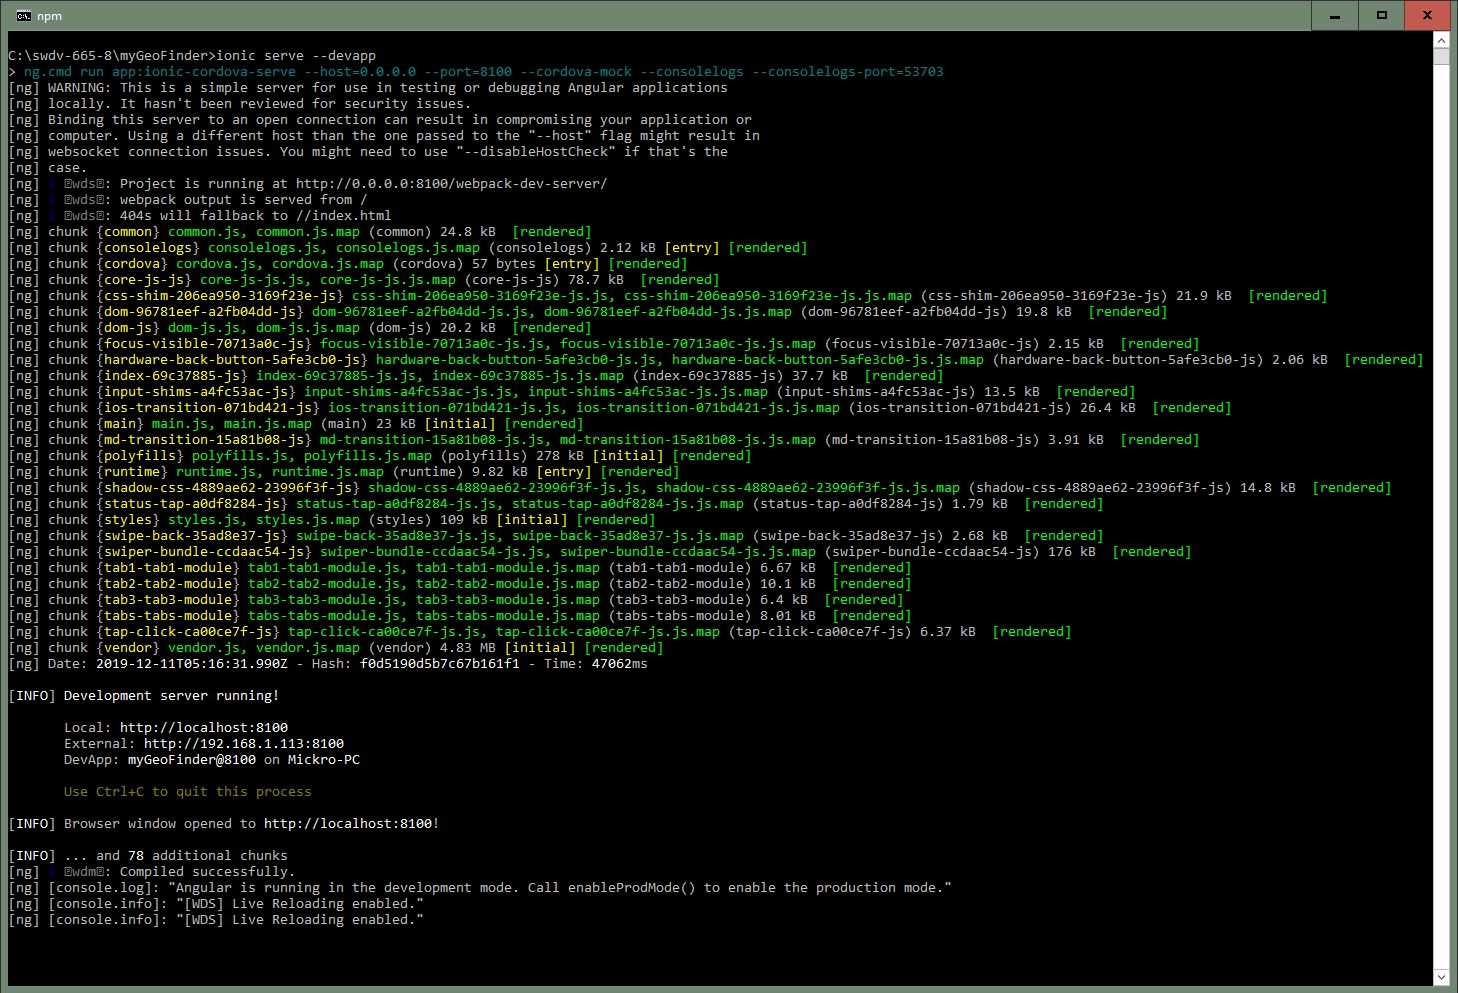 npm
C:\swdv-665-8\myGeoFinder>ionic serve --devapp
> ng.cmd run app:ionic-cordova-serve --host=0.0.0.0 --port=8100 --cordova-mock --consolelogs --consolelogs-port=53703
[ng] WARNING: This is a simple server for use in testing or debugging Angular applications
[ng] locally. It hasn't been reviewed for security issues.
[ng] Binding this server to an open connection can result in compromising your application or
[ng] computer. Using a different host than the one passed to the "--host" flag might result in
[ng] websocket connection issues. You might need to use "--disableHostCheck" if that's the
[ng] case.
[ng] i ⍰wds⍰: Project is running at http://0.0.0.0:8100/webpack-dev-server/
[ng] i ⍰wds⍰: webpack output is served from /
[ng] i ⍰wds⍰: 404s will fallback to //index.html
[ng] chunk {common} common.js, common.js.map (common) 24.8 kB  [rendered]
[ng] chunk {consolelogs} consolelogs.js, consolelogs.js.map (consolelogs) 2.12 kB [entry] [rendered]
[ng] chunk {cordova} cordova.js, cordova.js.map (cordova) 57 bytes [entry] [rendered]
[ng] chunk {core-js-js} core-js-js.js, core-js-js.js.map (core-js-js) 78.7 kB  [rendered]
[ng] chunk {css-shim-206ea950-3169f23e-js} css-shim-206ea950-3169f23e-js.js, css-shim-206ea950-3169f23e-js.js.map (css-shim-206ea950-3169f23e-js) 21.9 kB  [rendered]
[ng] chunk {dom-96781eef-a2fb04dd-js} dom-96781eef-a2fb04dd-js.js, dom-96781eef-a2fb04dd-js.js.map (dom-96781eef-a2fb04dd-js) 19.8 kB  [rendered]
[ng] chunk {dom-js} dom-js.js, dom-js.js.map (dom-js) 20.2 kB  [rendered]
[ng] chunk {focus-visible-70713a0c-js} focus-visible-70713a0c-js.js, focus-visible-70713a0c-js.js.map (focus-visible-70713a0c-js) 2.15 kB  [rendered]
[ng] chunk {hardware-back-button-5afe3cb0-js} hardware-back-button-5afe3cb0-js.js, hardware-back-button-5afe3cb0-js.js.map (hardware-back-button-5afe3cb0-js) 2.06 kB  [rendered]
[ng] chunk {index-69c37885-js} index-69c37885-js.js, index-69c37885-js.js.map (index-69c37885-js) 37.7 kB  [rendered]
[ng] chunk {input-shims-a4fc53ac-js} input-shims-a4fc53ac-js.js, input-shims-a4fc53ac-js.js.map (input-shims-a4fc53ac-js) 13.5 kB  [rendered]
[ng] chunk {ios-transition-071bd421-js} ios-transition-071bd421-js.js, ios-transition-071bd421-js.js.map (ios-transition-071bd421-js) 26.4 kB  [rendered]
[ng] chunk {main} main.js, main.js.map (main) 23 kB [initial] [rendered]
[ng] chunk {md-transition-15a81b08-js} md-transition-15a81b08-js.js, md-transition-15a81b08-js.js.map (md-transition-15a81b08-js) 3.91 kB  [rendered]
[ng] chunk {polyfills} polyfills.js, polyfills.js.map (polyfills) 278 kB [initial] [rendered]
[ng] chunk {runtime} runtime.js, runtime.js.map (runtime) 9.82 kB [entry] [rendered]
[ng] chunk {shadow-css-4889ae62-23996f3f-js} shadow-css-4889ae62-23996f3f-js.js, shadow-css-4889ae62-23996f3f-js.js.map (shadow-css-4889ae62-23996f3f-js) 14.8 kB  [rendered]
[ng] chunk {status-tap-a0df8284-js} status-tap-a0df8284-js.js, status-tap-a0df8284-js.js.map (status-tap-a0df8284-js) 1.79 kB  [rendered]
[ng] chunk {styles} styles.js, styles.js.map (styles) 109 kB [initial] [rendered]
[ng] chunk {swipe-back-35ad8e37-js} swipe-back-35ad8e37-js.js, swipe-back-35ad8e37-js.js.map (swipe-back-35ad8e37-js) 2.68 kB  [rendered]
[ng] chunk {swiper-bundle-ccdaac54-js} swiper-bundle-ccdaac54-js.js, swiper-bundle-ccdaac54-js.js.map (swiper-bundle-ccdaac54-js) 176 kB  [rendered]
[ng] chunk {tab1-tab1-module} tab1-tab1-module.js, tab1-tab1-module.js.map (tab1-tab1-module) 6.67 kB  [rendered]
[ng] chunk {tab2-tab2-module} tab2-tab2-module.js, tab2-tab2-module.js.map (tab2-tab2-module) 10.1 kB  [rendered]
[ng] chunk {tab3-tab3-module} tab3-tab3-module.js, tab3-tab3-module.js.map (tab3-tab3-module) 6.4 kB  [rendered]
[ng] chunk {tabs-tabs-module} tabs-tabs-module.js, tabs-tabs-module.js.map (tabs-tabs-module) 8.01 kB  [rendered]
[ng] chunk {tap-click-ca00ce7f-js} tap-click-ca00ce7f-js.js, tap-click-ca00ce7f-js.js.map (tap-click-ca00ce7f-js) 6.37 kB  [rendered]
[ng] chunk {vendor} vendor.js, vendor.js.map (vendor) 4.83 MB [initial] [rendered]
[ng] Date: 2019-12-11T05:16:31.990Z - Hash: f0d5190d5b7c67b161f1 - Time: 47062ms
[INFO] Development server running!
Local: http://localhost:8100
External: http://192.168.1.113:8100
DevApp: myGeoFinder@8100 on Mickro-PC
Use Ctrl+C to quit this process
[INFO] Browser window opened to http://localhost:8100!
[INFO] ... and 78 additional chunks
[ng] i ⍰wdm⍰: Compiled successfully.
[ng] [console.log]: "Angular is running in the development mode. Call enableProdMode() to enable the production mode."
[ng] [console.info]: "[WDS] Live Reloading enabled."
[ng] [console.info]: "[WDS] Live Reloading enabled."